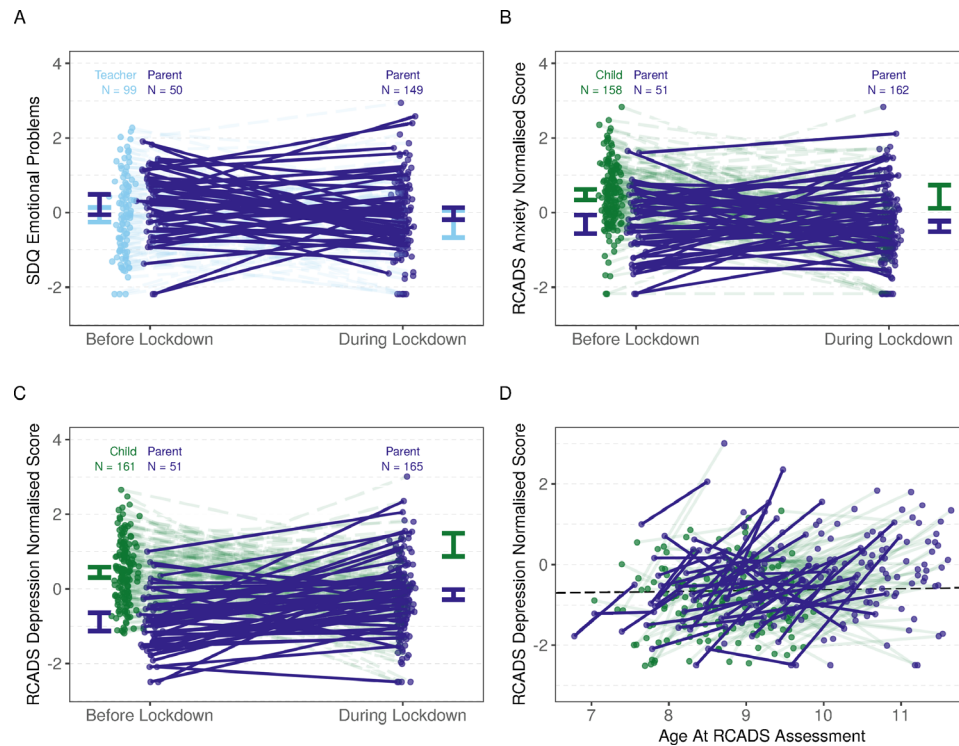 A
SDQ Emotional Problems
4
2
0
-2
Teacher
N = 99
Parent
N = 50
Parent
N = 149
Before Lockdown
During Lockdown
B
RCADS Anxiety Normalised Score
4
2
0
-2
Child
N = 158
Parent
N = 51
Parent
N = 162
Before Lockdown
During Lockdown
C
RCADS Depression Normalised Score
4
2
0
-2
Child
N = 161
Parent
N = 51
Parent
N = 165
Before Lockdown
During Lockdown
D
RCADS Depression Normalised Score
2
0
-2
7
8
9
10
11
Age At RCADS Assessment